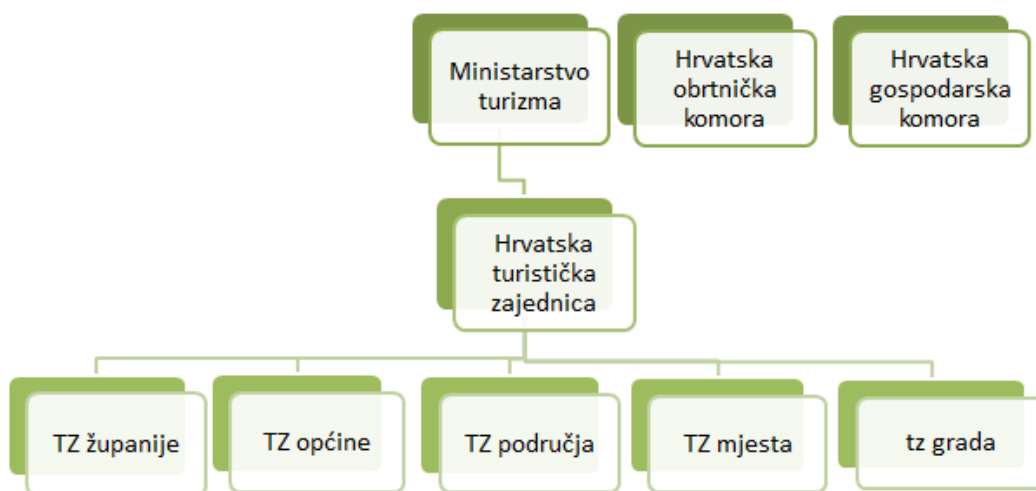 Ministarstvo
turizma
Hrvatska
obrtnička
komora
Hrvatska
gospodarska
komora
Hrvatska
turistička
zajednica
TZ županije
TZ općine
TZ područja
TZ mjesta
tz grada